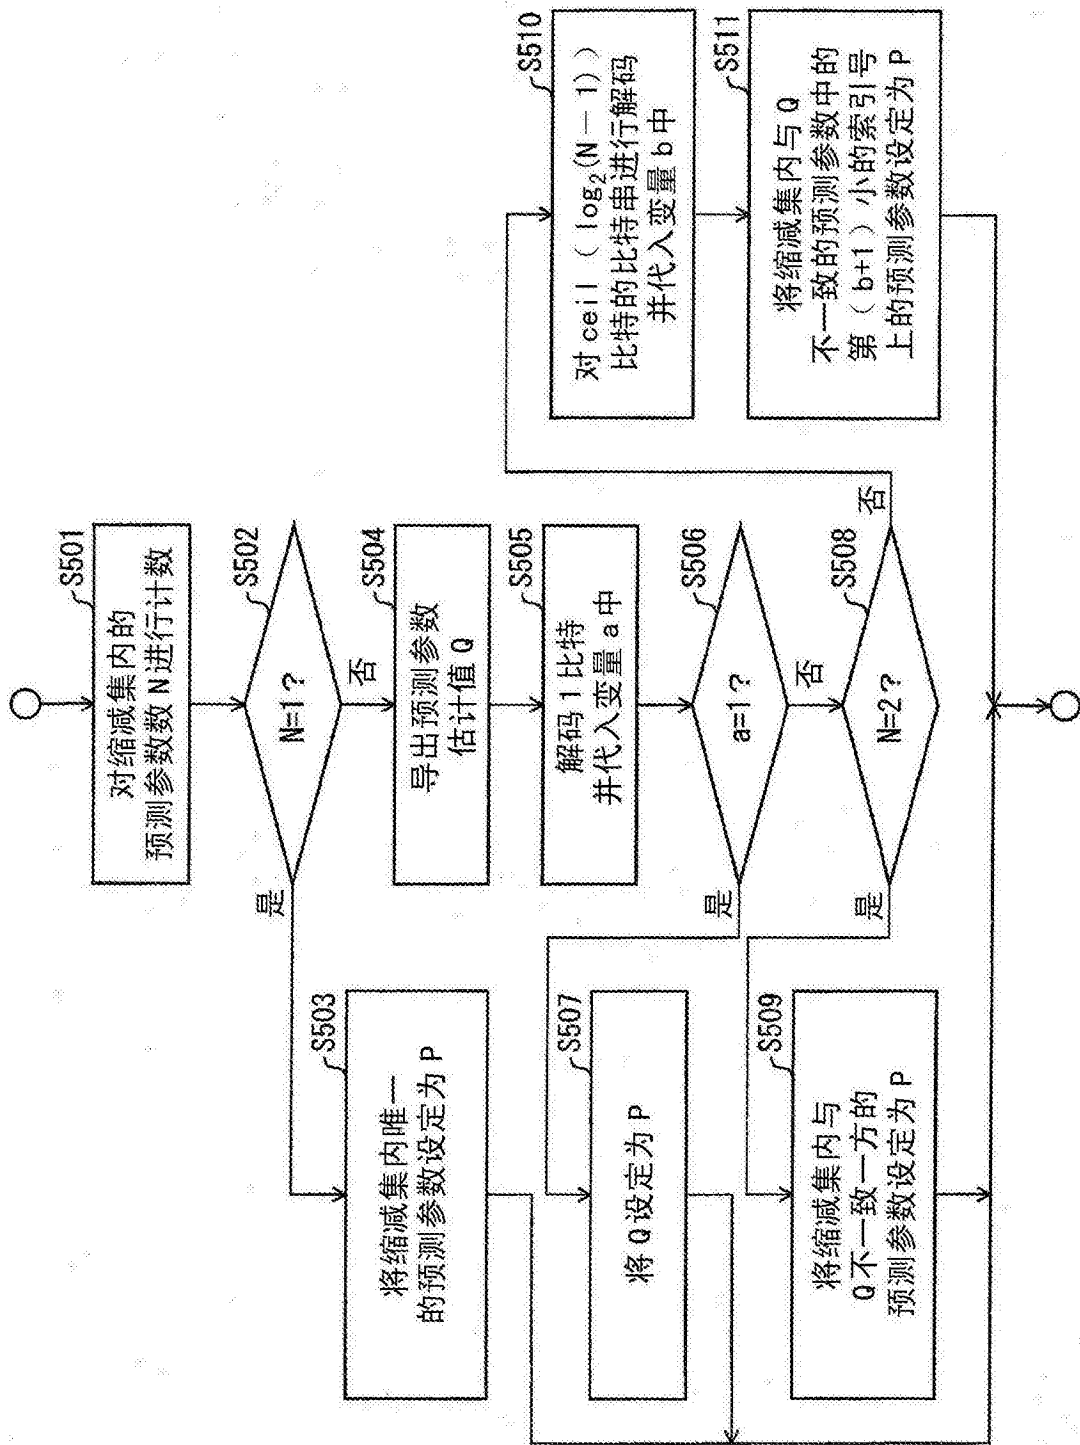 S501
对缩减集内的
预测参数数 N 进行计数
S502
N=1?
是
否
S503
将缩减集内唯一
的预测参数设定为 P
S504
导出预测参数
估计值 Q
S505
解码 1 比特
并代入变量 a 中
S506
a=1?
是
否
S507
将 Q 设定为 P
S508
N=2?
是
否
S509
将缩减集内与
Q 不一致一方的
预测参数设定为 P
S510
对 ceil ( log₂(N－1) )
比特的比特串进行解码
并代入变量 b 中
S511
将缩减集内与 Q
不一致的预测参数中的
第 (b+1) 小的索引号
上的预测参数设定为 P